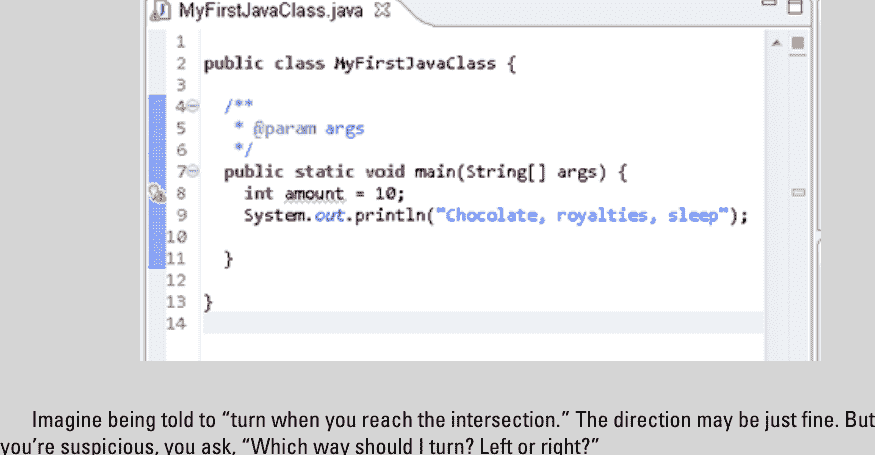 MyFirstJavaClass.java
1
2 public class MyFirstJavaClass {
3
4 /**
5 * @param args
6 */
7 public static void main(String[] args) {
8 int amount = 10;
9 System.out.println("Chocolate, royalties, sleep");
10
11 }
12
13 }
14
Imagine being told to “turn when you reach the intersection.” The direction may be just fine. But
you’re suspicious, you ask, “Which way should I turn? Left or right?”